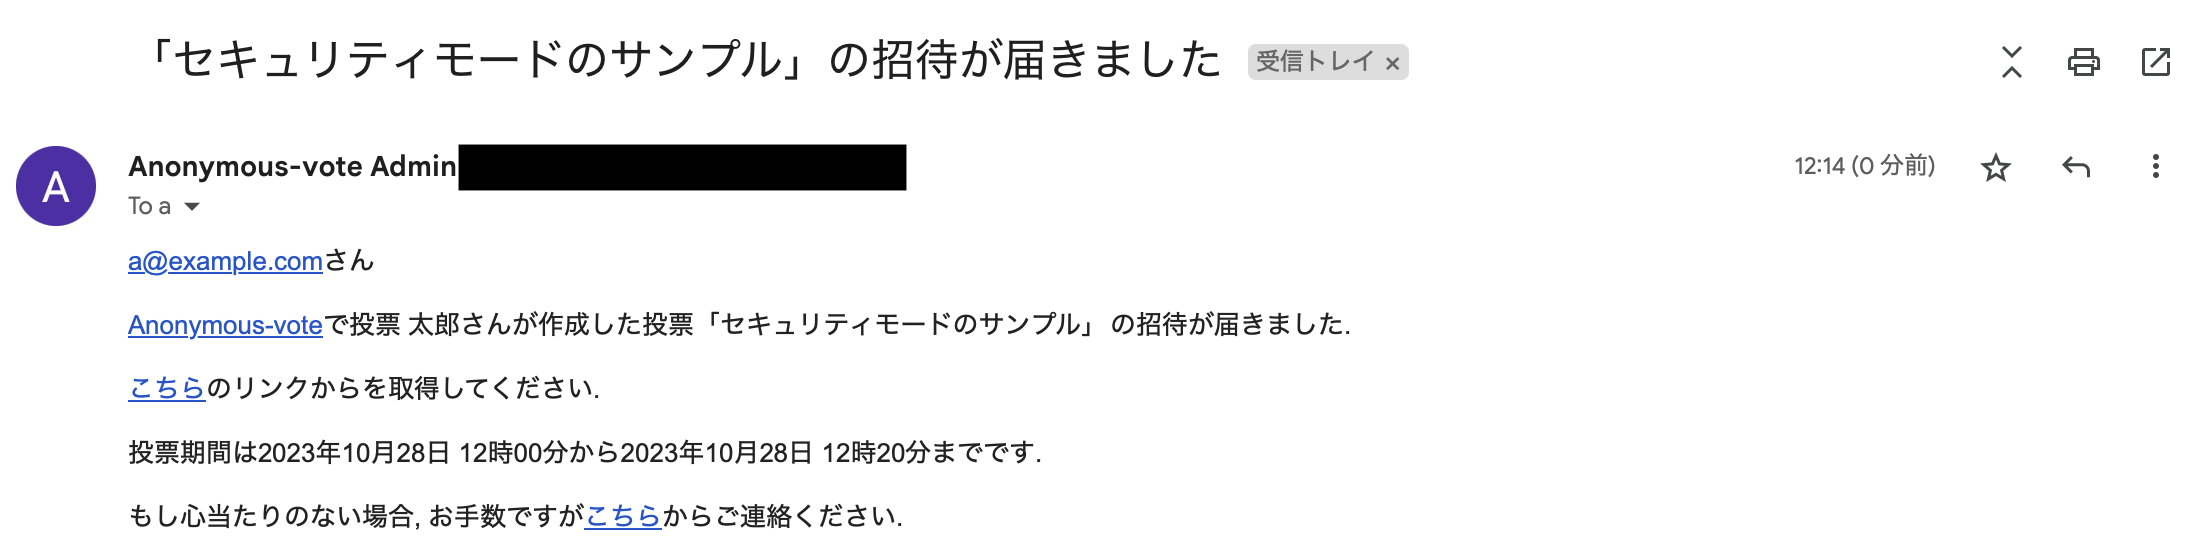 「セキュリティモードのサンプル」の招待が届きました 受信トレイ ×
A
Anonymous-vote Admin
12:14 (0 分前)
To a
a@example.comさん
Anonymous-voteで投票 太郎さんが作成した投票「セキュリティモードのサンプル」 の招待が届きました.
こちらのリンクからを取得してください.
投票期間は2023年10月28日 12時00分から2023年10月28日 12時20分までです.
もし心当たりのない場合, お手数ですがこちらからご連絡ください.